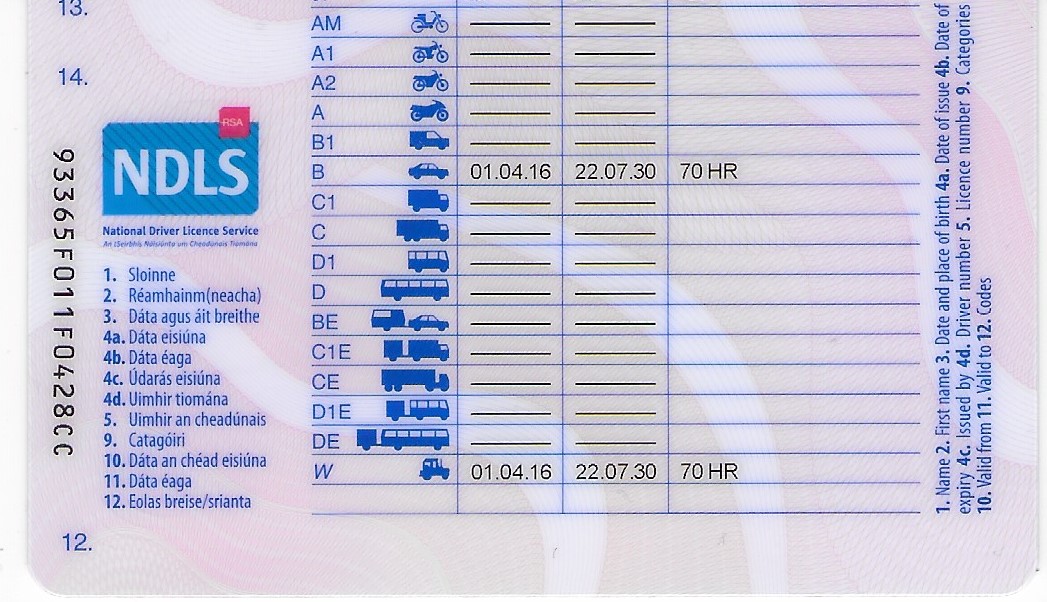 13.
14.
RSA
NDLS
National Driver Licence Service
An tSeirbhís Náisiúnta um Cheadúnais Tiomána
1. Sloinne
2. Réamhainm(neacha)
3. Dáta agus áit breithe
4a. Dáta eisiúna
4b. Dáta éaga
4c. Údarás eisiúna
4d. Uimhir tiomána
5. Uimhir an cheadúnais
9. Catagóiri
10. Dáta an chéad eisiúna
11. Dáta éaga
12. Eolas breise/srianta
93365F011F0428CC
12.
AM
A1
A2
A
B1
B 01.04.16 22.07.30 70 HR
C1
C
D1
D
BE
C1E
CE
D1E
DE
W 01.04.16 22.07.30 70 HR
1. Name 2. First name 3. Date and place of birth 4a. Date of issue 4b. Date of
expiry 4c. Issued by 4d. Driver number 5. Licence number 9. Categories
10. Valid from 11. Valid to 12. Codes